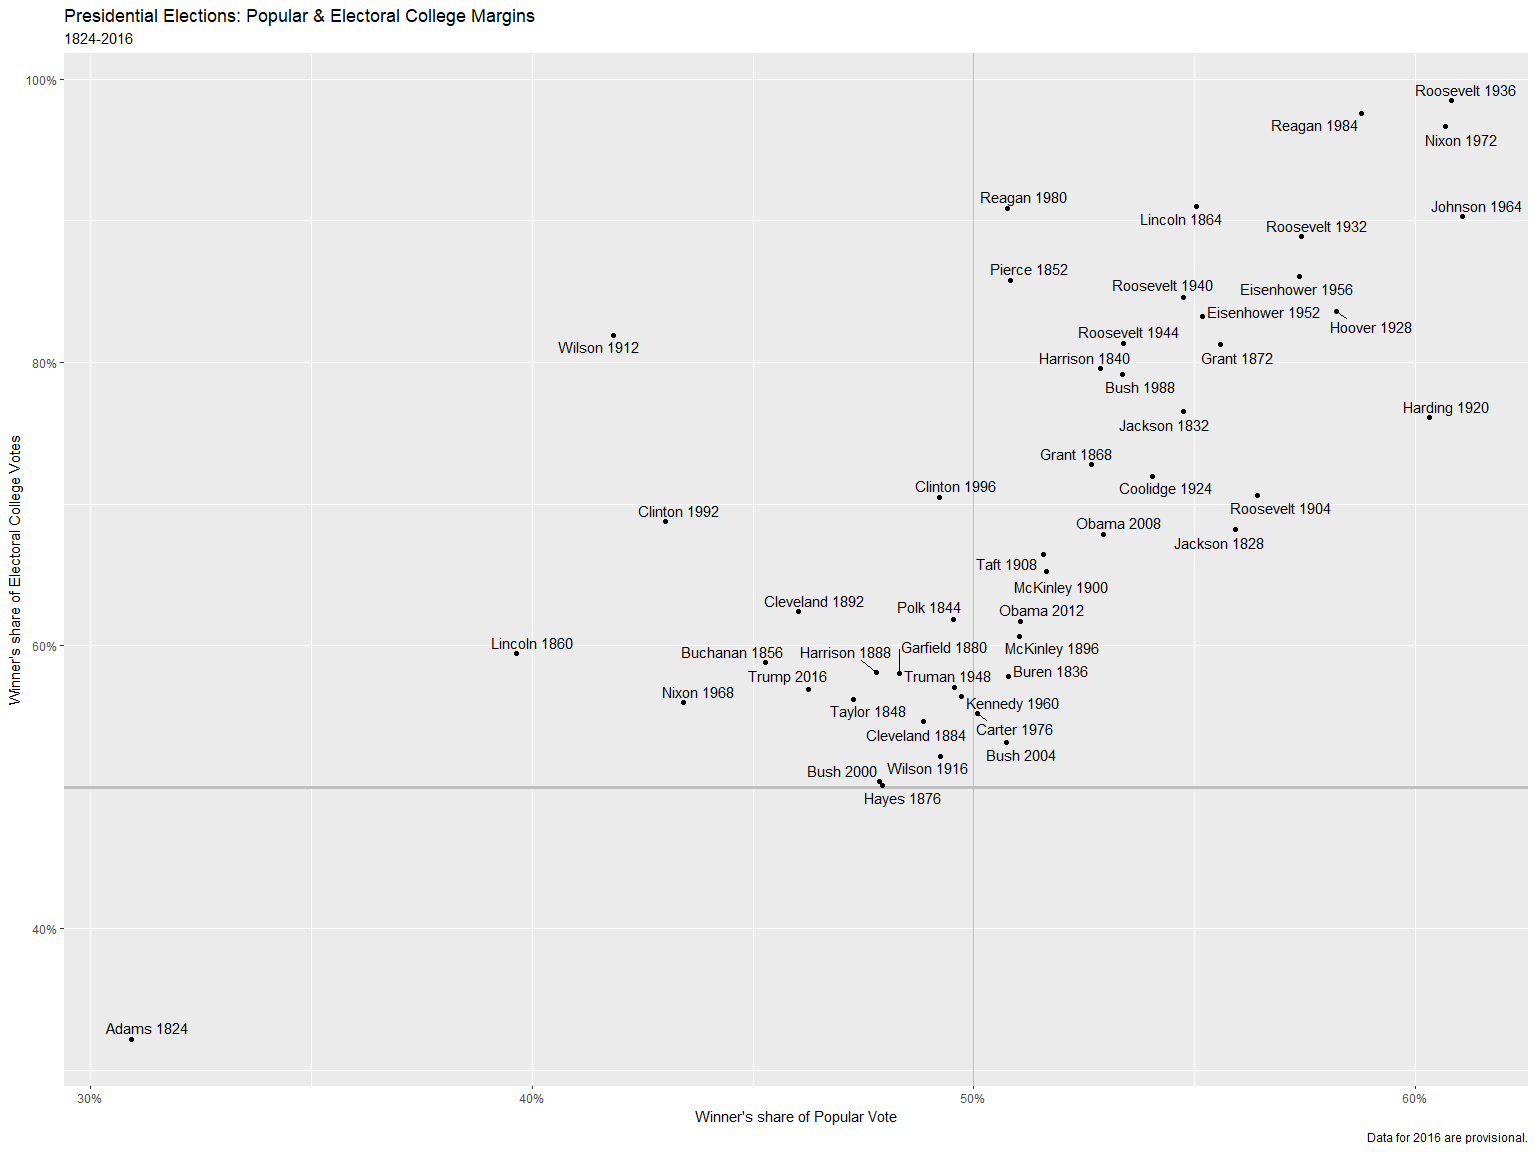 Presidential Elections: Popular & Electoral College Margins
1824-2016
Winner's share of Electoral College Votes
100%
80%
60%
40%
Roosevelt 1936
Reagan 1984
Nixon 1972
Reagan 1980
Johnson 1964
Lincoln 1864
Roosevelt 1932
Pierce 1852
Roosevelt 1940
Eisenhower 1956
Eisenhower 1952
Hoover 1928
Roosevelt 1944
Wilson 1912
Harrison 1840
Grant 1872
Bush 1988
Harding 1920
Jackson 1832
Grant 1868
Clinton 1996
Coolidge 1924
Clinton 1992
Roosevelt 1904
Obama 2008
Jackson 1828
Taft 1908
McKinley 1900
Cleveland 1892
Polk 1844
Obama 2012
Lincoln 1860
Buchanan 1856
Harrison 1888
Garfield 1880
McKinley 1896
Trump 2016
Truman 1948
Buren 1836
Nixon 1968
Taylor 1848
Kennedy 1960
Cleveland 1884
Carter 1976
Bush 2004
Bush 2000
Wilson 1916
Hayes 1876
Adams 1824
30%
40%
50%
60%
Winner's share of Popular Vote
Data for 2016 are provisional.